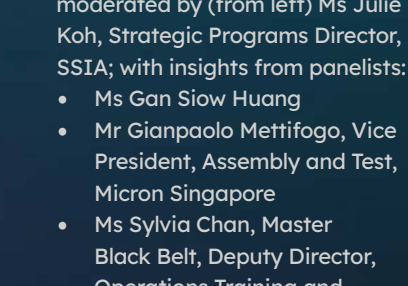 moderated by (from left) Ms Julie
Koh, Strategic Programs Director,
SSIA; with insights from panelists:
• Ms Gan Siow Huang
• Mr Gianpaolo Mettifogo, Vice
President, Assembly and Test,
Micron Singapore
• Ms Sylvia Chan, Master
Black Belt, Deputy Director,
Operations Training and